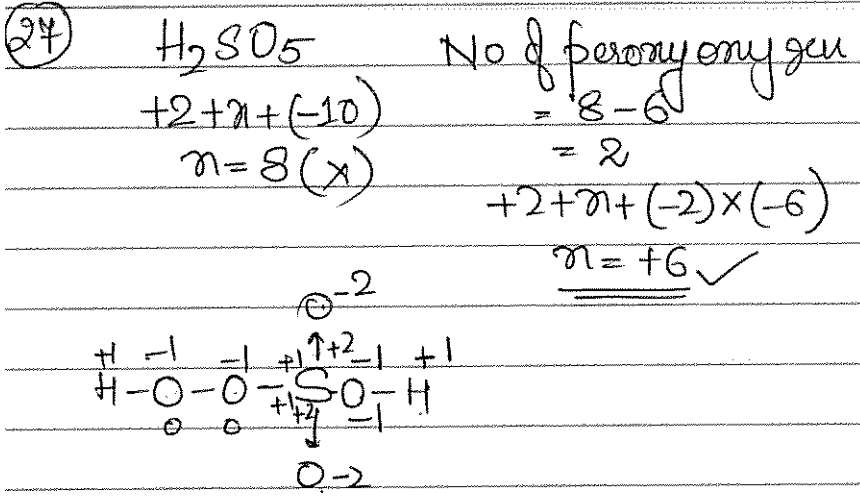 27 H2SO5 No of peroxy oxygen
+2+x+(-10) = 8-6
x=8(x) = 2
+2+x+(-2)×(-6)
x=+6 ✓
O -2
↑+2
+1 -1 -1 +1 -1 +1
H-O-O-S-O-H
+1 +2 -1
O -2